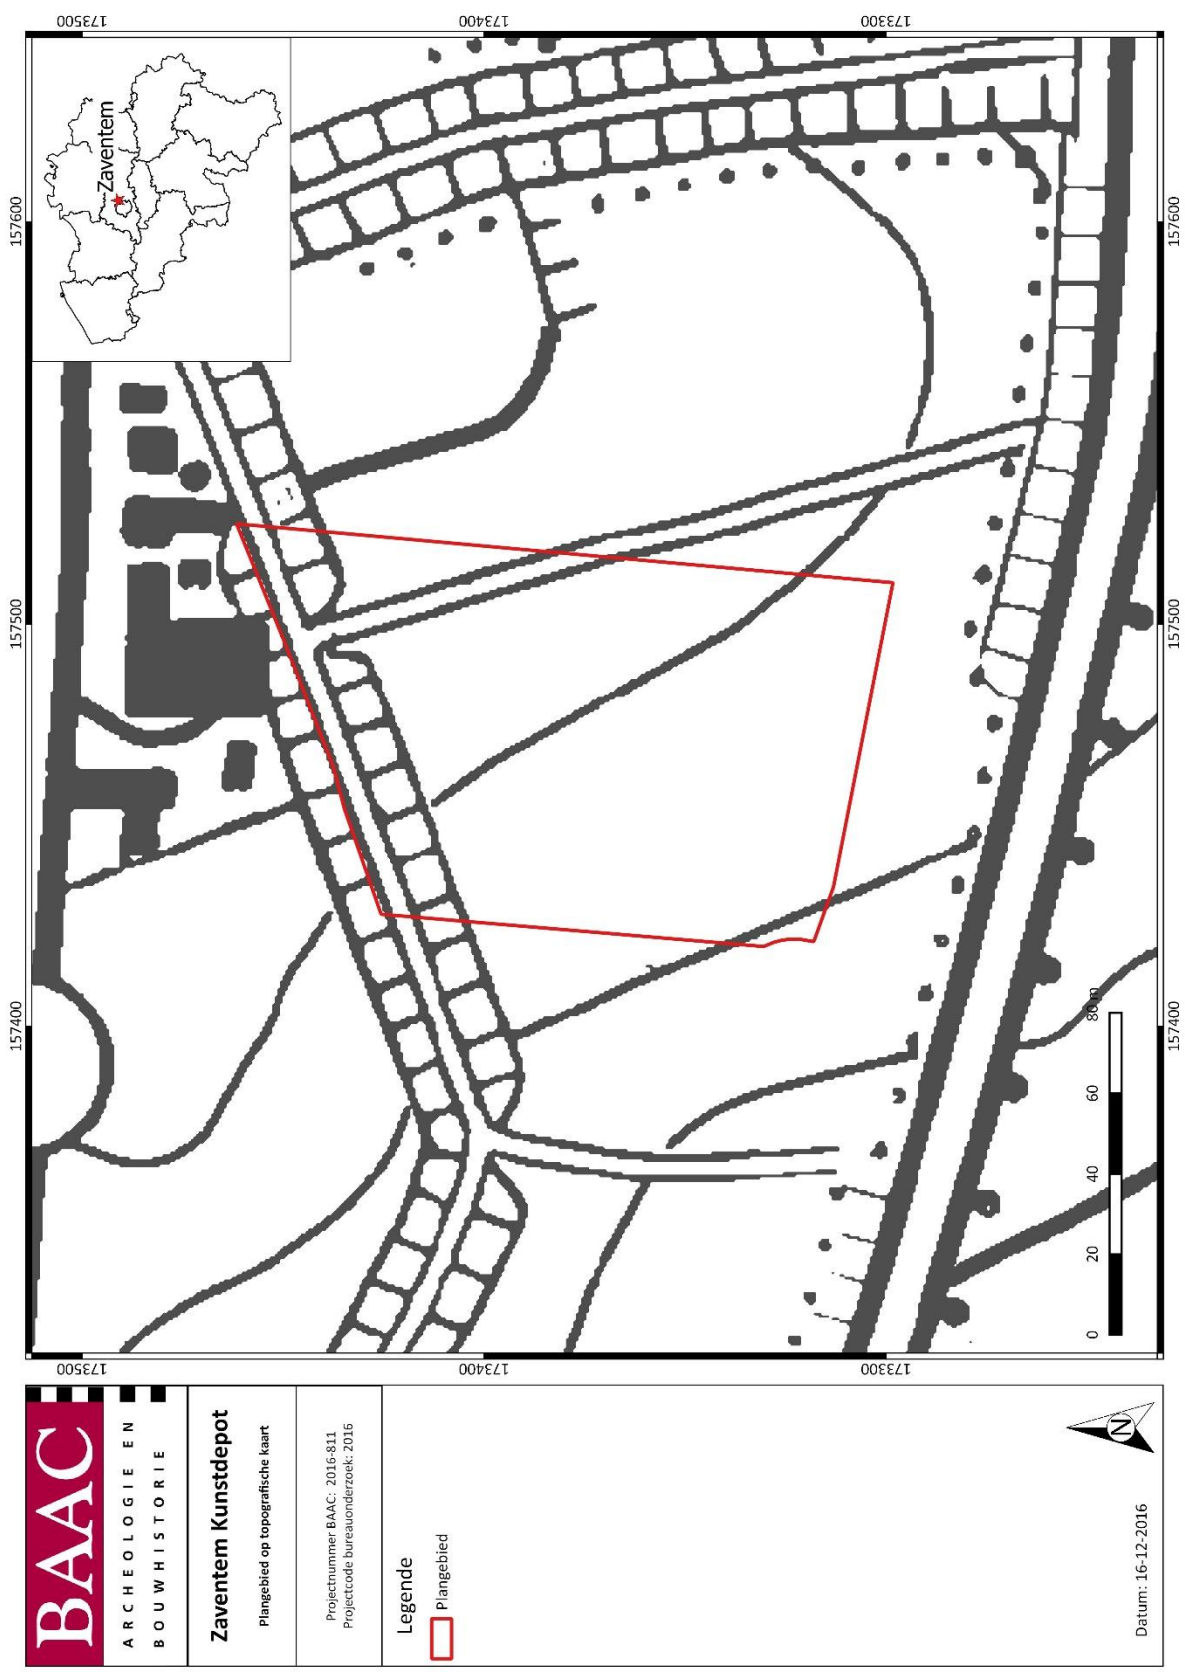 BAAC
ARCHEOLOGIE EN
BOUWHISTORIE
Zaventem Kunstdepot
Plangebied op topografische kaart
Projectnummer BAAC: 2016-811
Projectcode bureauonderzoek: 2016
Legende
Plangebied
Datum: 16-12-2016
N
157400
157500
157600
173500
173400
173300
173500
173400
173300
Zaventem
0
20
40
60
80 m
157400
157500
157600